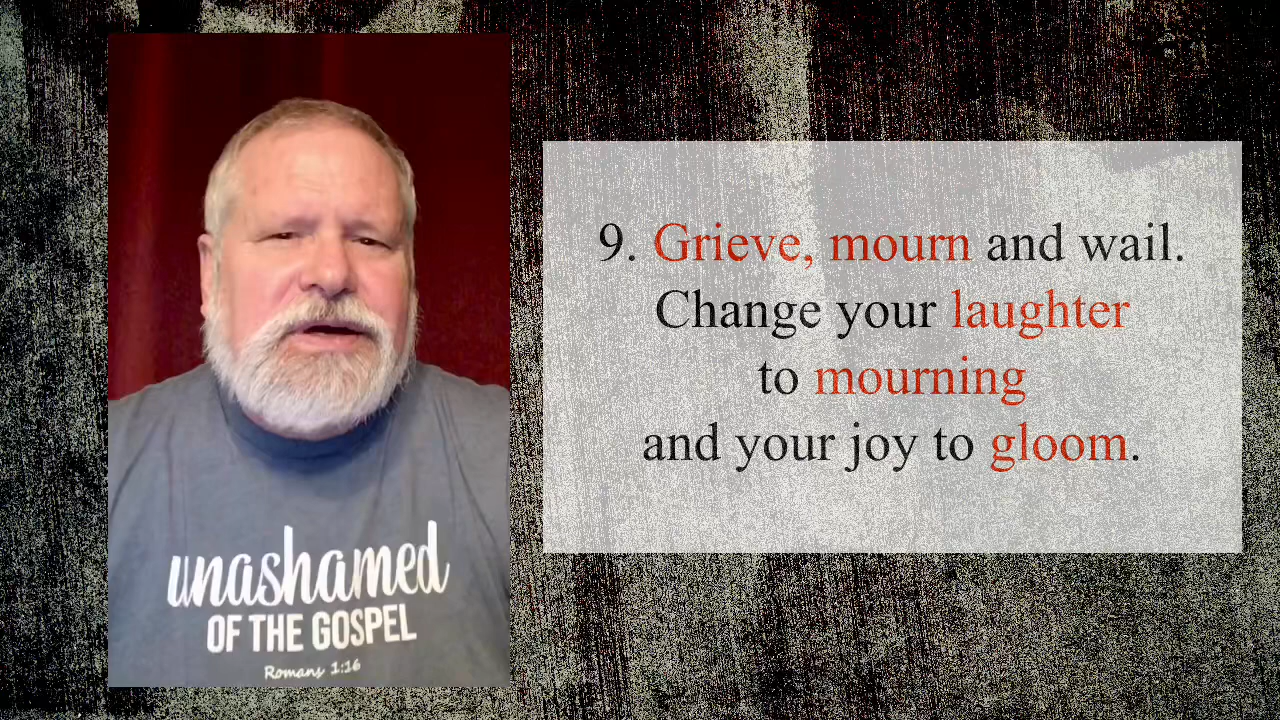 unashamed
OF THE GOSPEL
Romans 1:16
9. Grieve, mourn and wail.
Change your laughter
to mourning
and your joy to gloom.